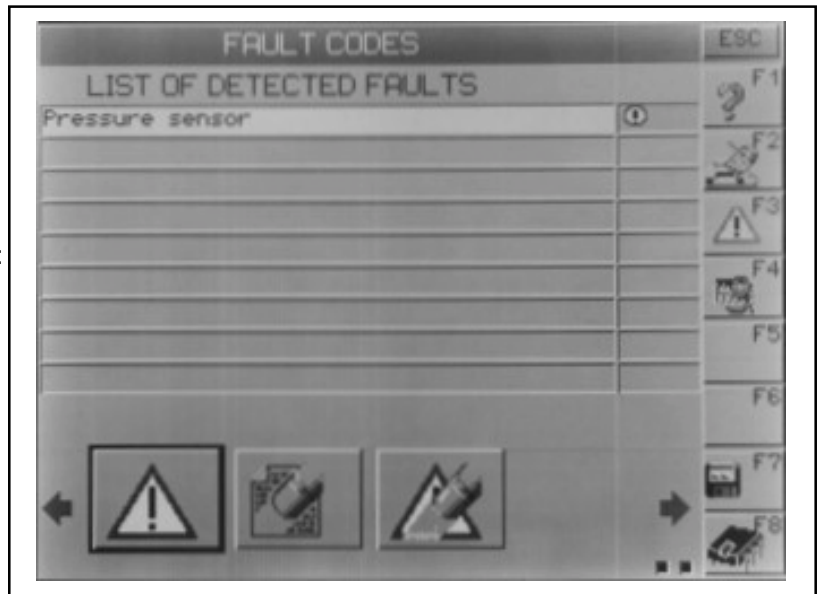 FAULT CODES
ESC
LIST OF DETECTED FAULTS
F1
Pressure sensor
F2
F3
F4
F5
F6
F7
F8